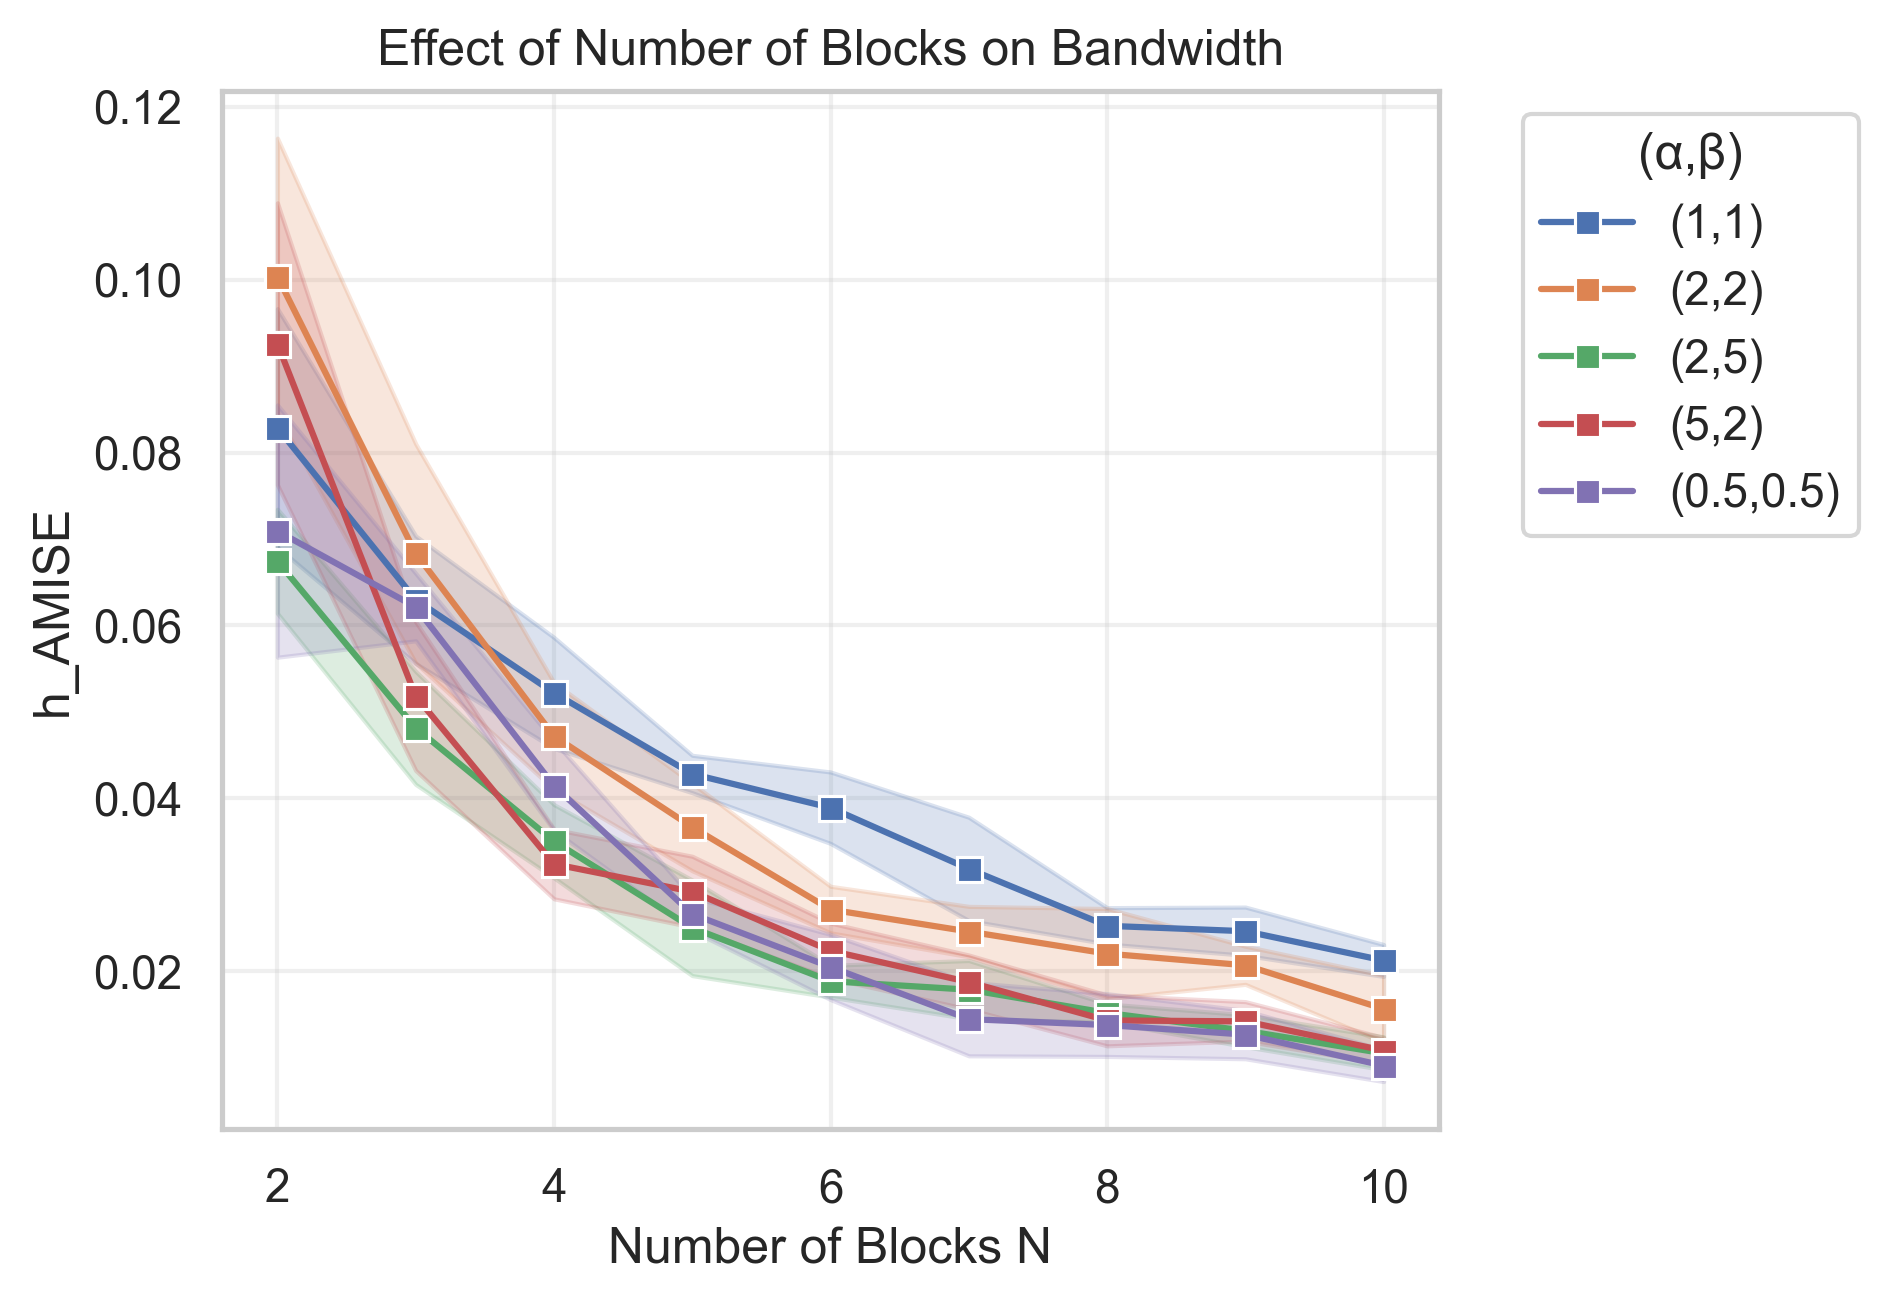 Effect of Number of Blocks on Bandwidth
0.12
0.10
0.08
0.06
0.04
0.02
h_AMISE
2 4 6 8 10
Number of Blocks N
(α,β)
(1,1)
(2,2)
(2,5)
(5,2)
(0.5,0.5)